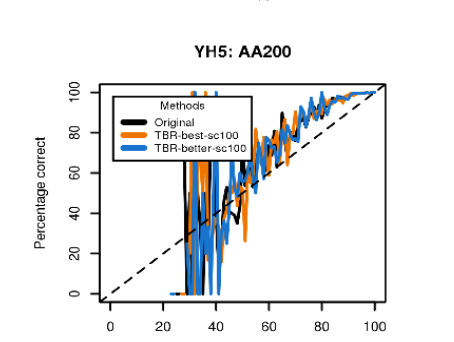 YH5: AA200
Percentage correct
100
80
60
40
20
0
Methods
Original
TBR-best-sc100
TBR-better-sc100
0 20 40 60 80 100